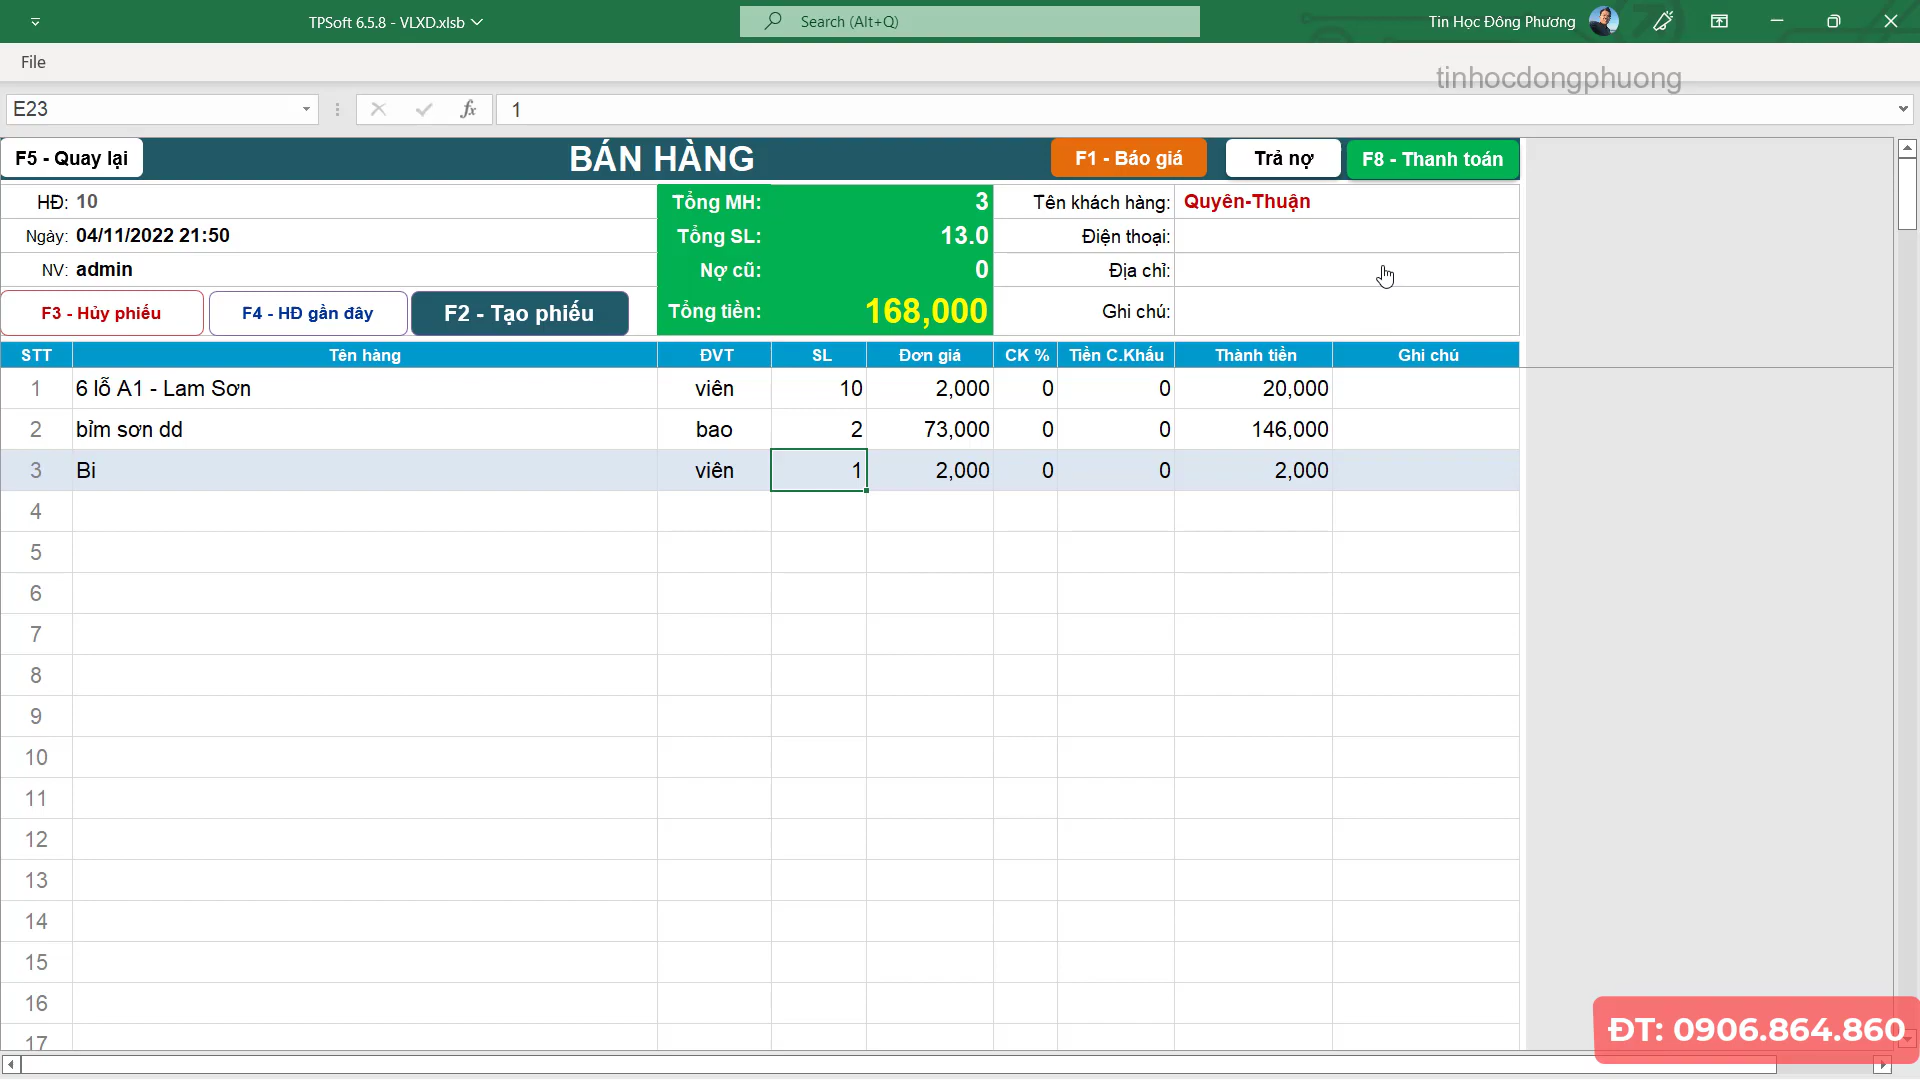 TPSoft 6.5.8 - VLXD.xlsb
Search (Alt+Q)
Tin Học Đông Phương
File
tinhocdongphuong
E23
fx
1
F5 - Quay lại
BÁN HÀNG
F1 - Báo giá
Trả nợ
F8 - Thanh toán
HĐ: 10
Tổng MH: 3
Tên khách hàng: Quyên-Thuận
Ngày: 04/11/2022 21:50
Tổng SL: 13.0
Điện thoại:
NV: admin
Nợ cũ: 0
Địa chỉ:
F3 - Hủy phiếu
F4 - HĐ gần đây
F2 - Tạo phiếu
Tổng tiền: 168,000
Ghi chú:
STT Tên hàng ĐVT SL Đơn giá CK % Tiền C.Khấu Thành tiền Ghi chú
1 6 lỗ A1 - Lam Sơn viên 10 2,000 0 0 20,000
2 bỉm sơn dd bao 2 73,000 0 0 146,000
3 Bi viên 1 2,000 0 0 2,000
4
5
6
7
8
9
10
11
12
13
14
15
16
17
ĐT: 0906.864.860